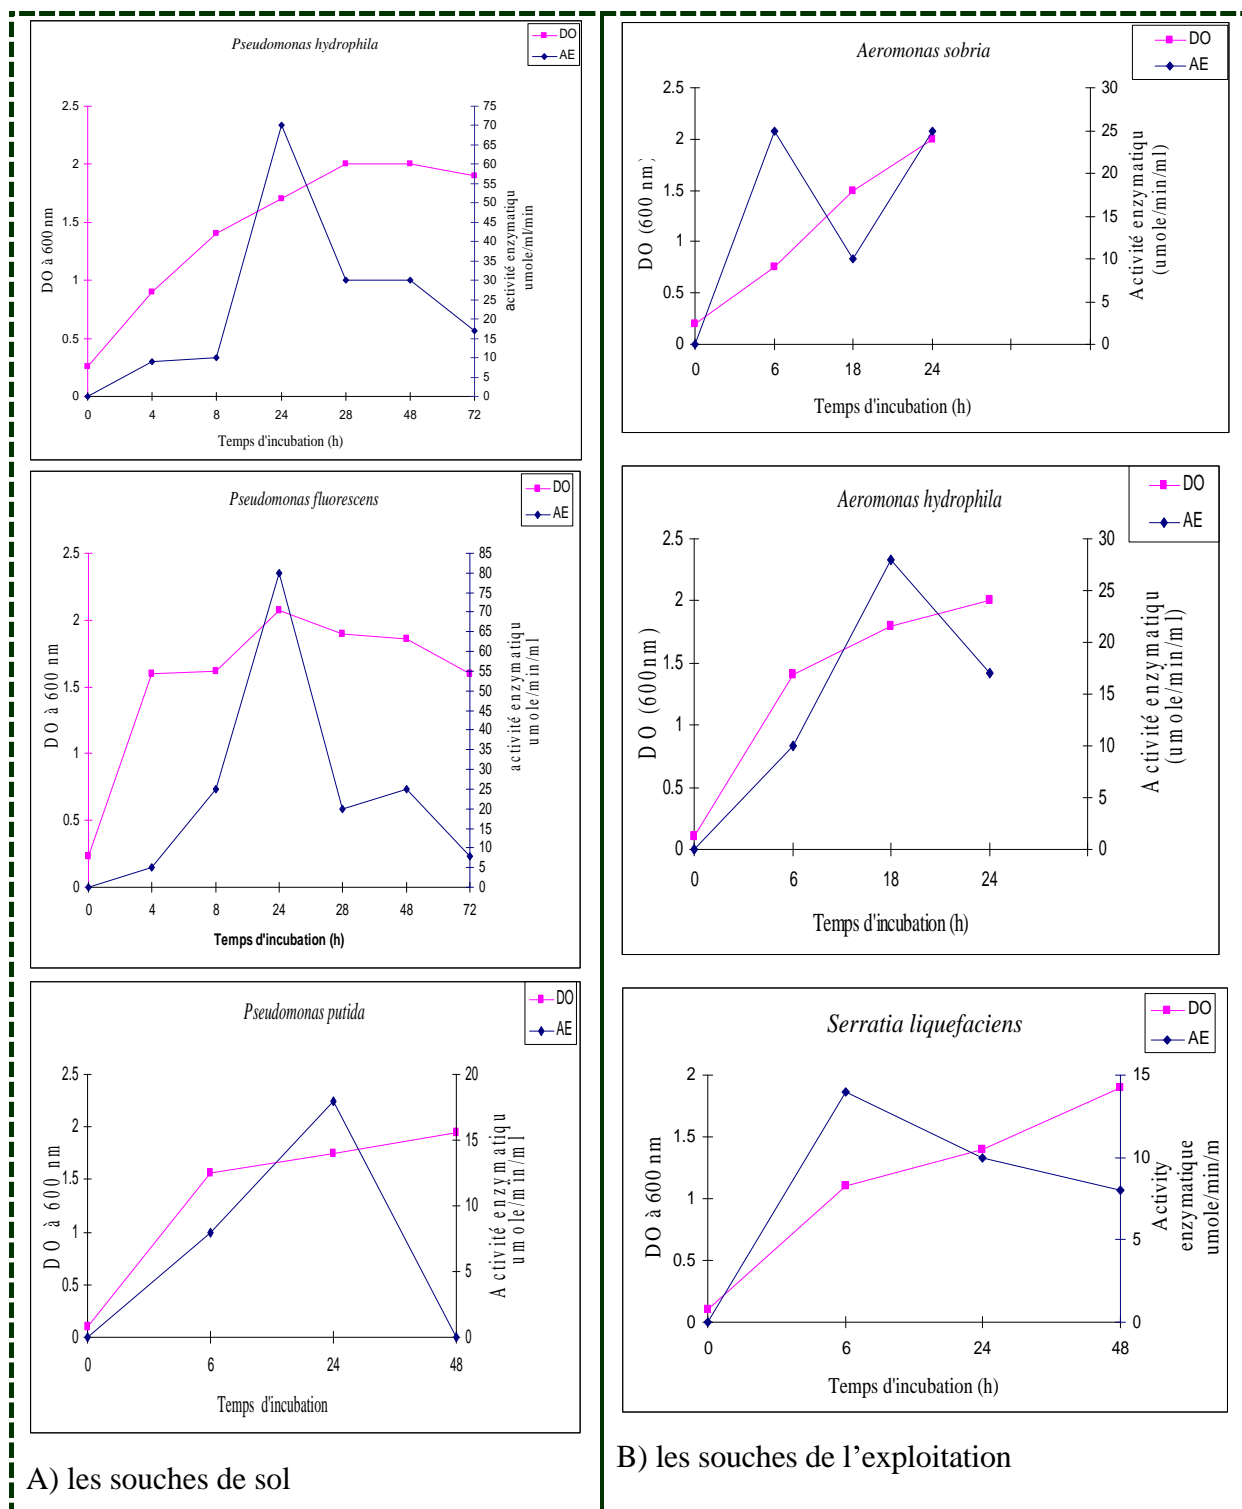 Pseudomonas hydrophila
DO
AE
2.5
2
1.5
1
0.5
0
DO à 600 nm
75
70
65
60
55
50
45
40
35
30
25
20
15
10
5
0
activité enzymatiqu
umole/ml/min
0 4 8 24 28 48 72
Temps d'incubation (h)
Pseudomonas fluorescens
DO
AE
2.5
2
1.5
1
0.5
0
DO à 600 nm
85
80
75
70
65
60
55
50
45
40
35
30
25
20
15
10
5
0
activité enzymatiqu
umole/min/ml
0 4 8 24 28 48 72
Temps d'incubation (h)
Pseudomonas putida
DO
AE
2.5
2
1.5
1
0.5
0
DO à 600 nm
20
15
10
5
0
Activité enzymatiqu
umole/min/ml
0 6 24 48
Temps d'incubation
A) les souches de sol
Aeromonas sobria
DO
AE
2.5
2
1.5
1
0.5
0
DO (600 nm)
30
25
20
15
10
5
0
Activité enzymatiqu
(umole/min/ml)
0 6 18 24
Temps d'incubation (h)
Aeromonas hydrophila
DO
AE
2.5
2
1.5
1
0.5
0
DO (600nm)
30
25
20
15
10
5
0
Activité enzymatiqu
(umole/min/ml)
0 6 18 24
Temps d'incubation (h)
Serratia liquefaciens
DO
AE
2
1.5
1
0.5
0
DO à 600 nm
15
10
5
0
Activity
enzymatique
umole/min/m
0 6 24 48
Temps d'incubation (h)
B) les souches de l’exploitation